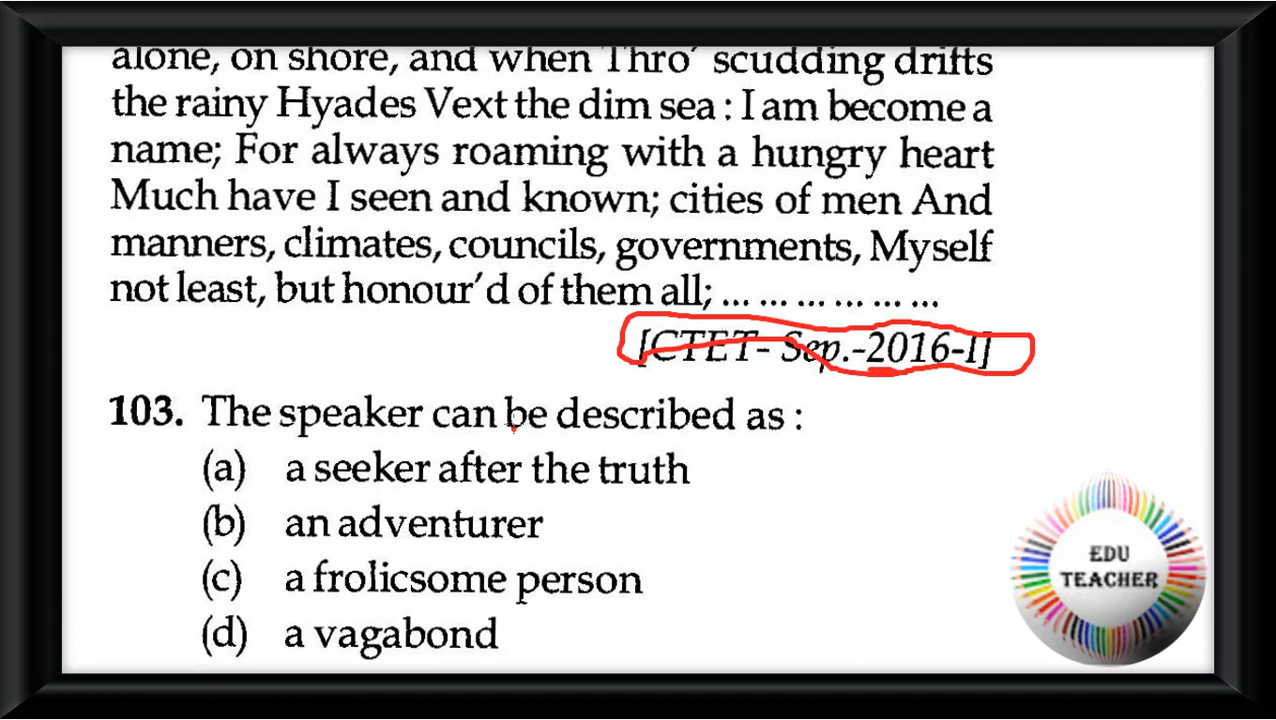 alone, on shore, and when Thro' scudding drifts
the rainy Hyades Vext the dim sea : I am become a
name; For always roaming with a hungry heart
Much have I seen and known; cities of men And
manners, climates, councils, governments, Myself
not least, but honour'd of them all; ... ... ... ... ... ...
[CTET- Sep.-2016-I]
103. The speaker can be described as :
(a) a seeker after the truth
(b) an adventurer
(c) a frolicsome person
(d) a vagabond
EDU
TEACHER